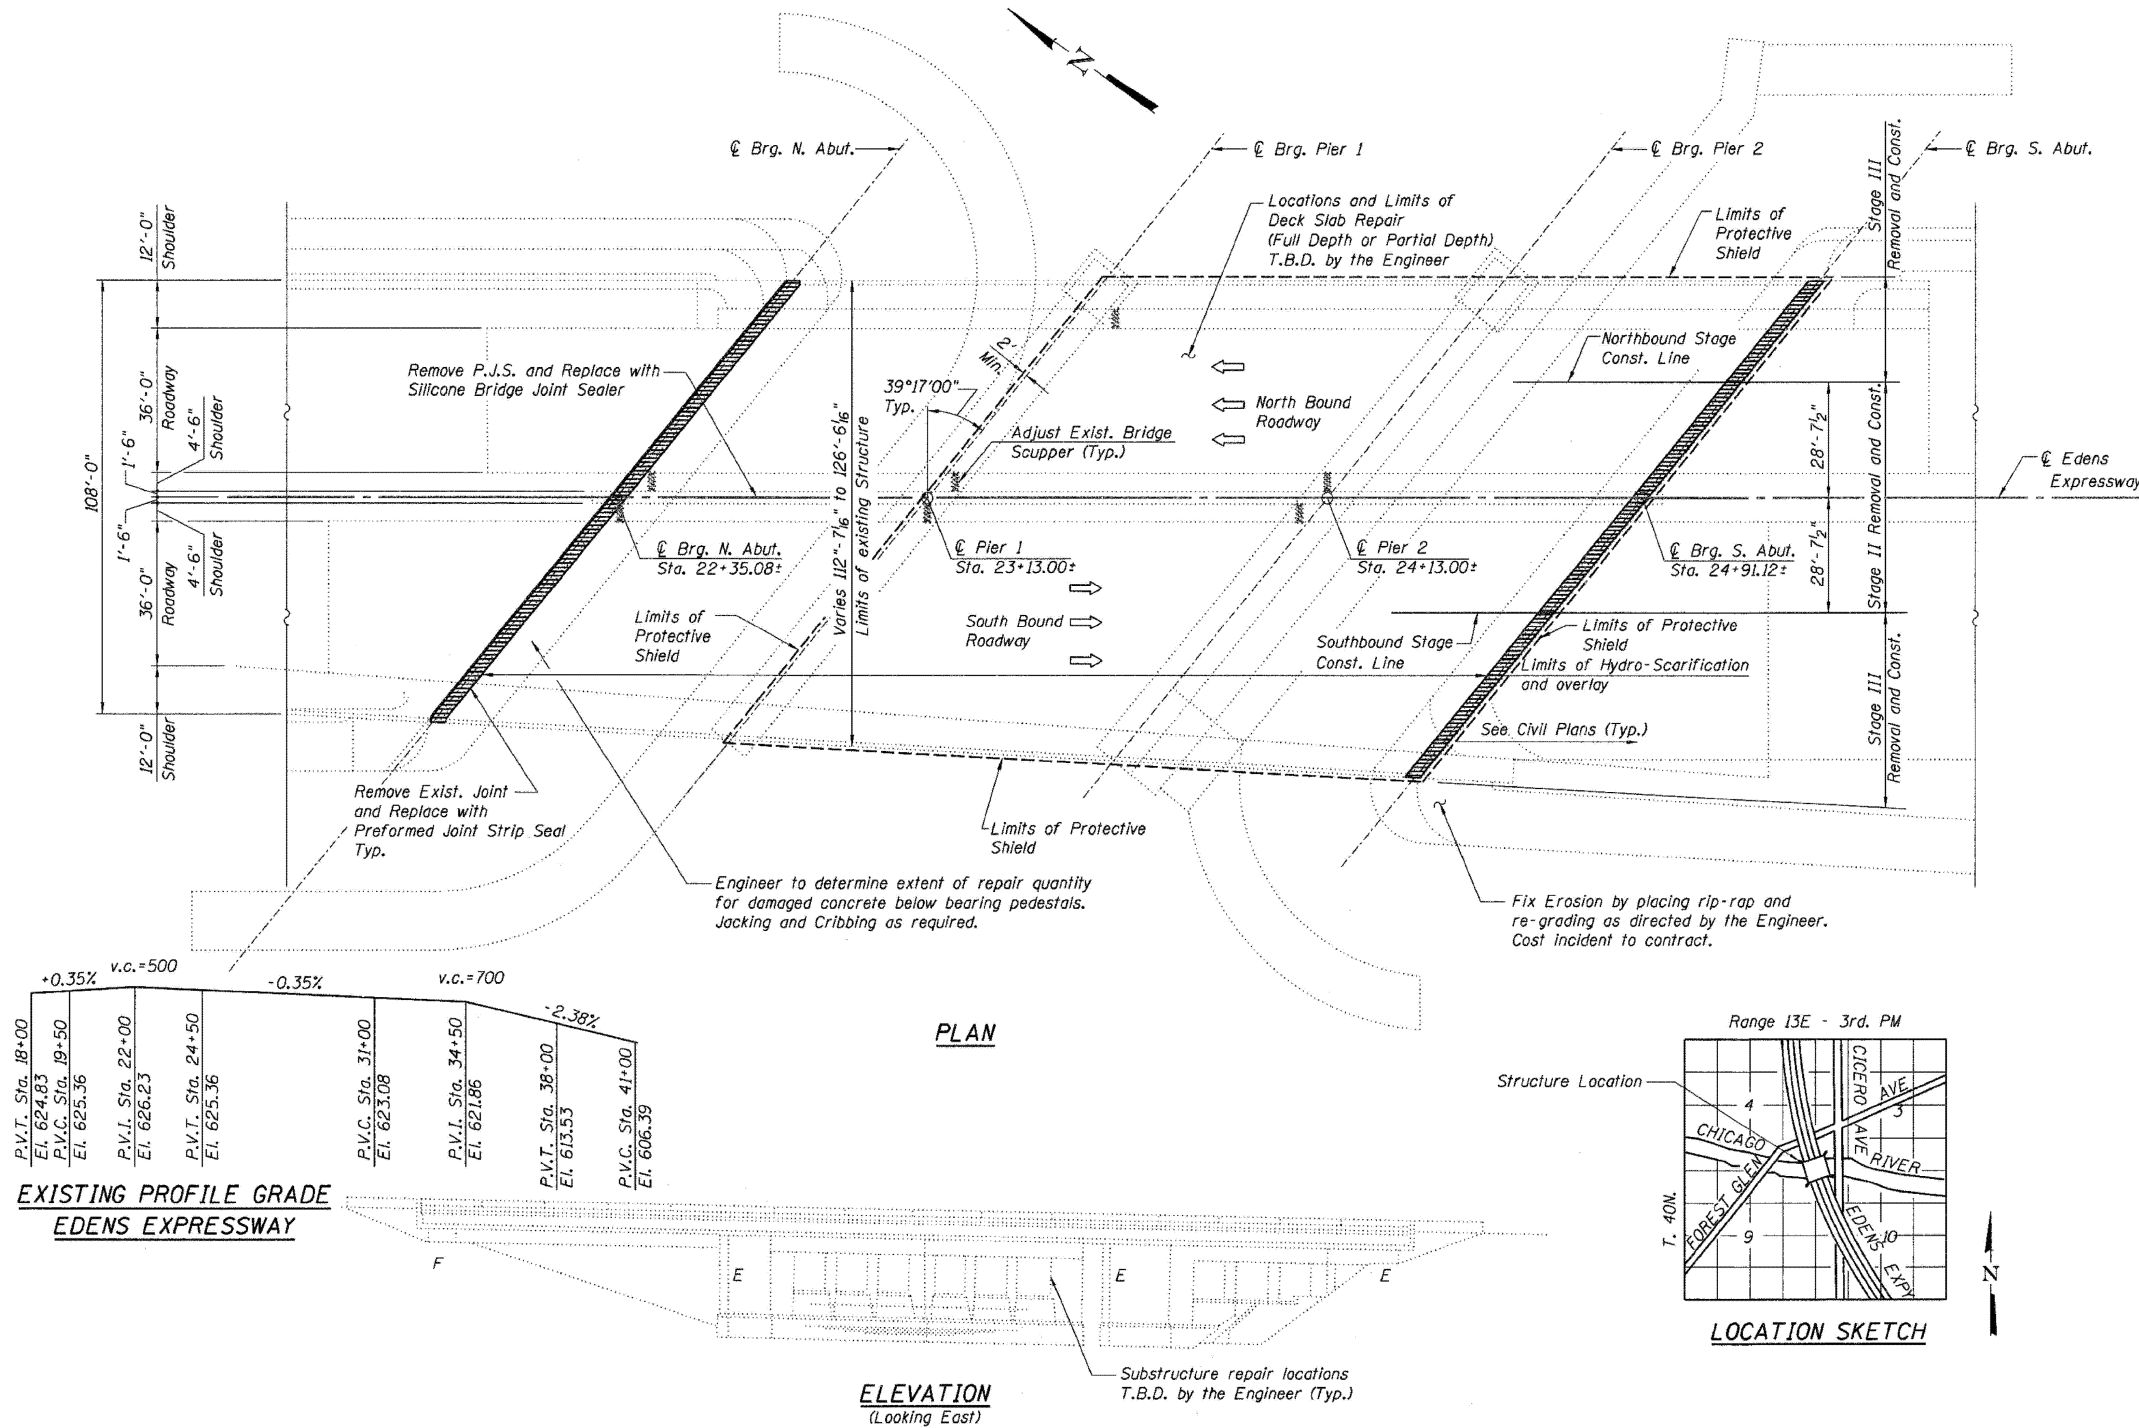 N
℄ Brg. N. Abut.
℄ Brg. Pier 1
℄ Brg. Pier 2
℄ Brg. S. Abut.
Stage III
Removal and Const.
Locations and Limits of
Deck Slab Repair
(Full Depth or Partial Depth)
T.B.D. by the Engineer
Limits of
Protective
Shield
12'-0"
Shoulder
36'-0"
Roadway
4'-6"
Shoulder
1'-6"
108'-0"
1'-6"
4'-6"
Shoulder
36'-0"
Roadway
12'-0"
Shoulder
Remove P.J.S. and Replace with
Silicone Bridge Joint Sealer
2'
Min.
39°17'00"
Typ.
Adjust Exist. Bridge
Scupper (Typ.)
North Bound
Roadway
Northbound Stage
Const. Line
28'-7½"
28'-7½"
Stage II Removal and Const.
℄ Edens
Expressway
Varies 112"-7⁄16" to 126'-6⅟16"
Limits of existing Structure
℄ Brg. N. Abut.
Sta. 22+35.08±
℄ Pier 1
Sta. 23+13.00±
℄ Pier 2
Sta. 24+13.00±
℄ Brg. S. Abut.
Sta. 24+91.12±
Limits of
Protective
Shield
South Bound
Roadway
Southbound Stage
Const. Line
Limits of Protective
Shield
Limits of Hydro-Scarification
and overlay
See Civil Plans (Typ.)
Stage III
Removal and Const.
Remove Exist. Joint
and Replace with
Preformed Joint Strip Seal
Typ.
Limits of Protective
Shield
Engineer to determine extent of repair quantity
for damaged concrete below bearing pedestals.
Jacking and Cribbing as required.
Fix Erosion by placing rip-rap and
re-grading as directed by the Engineer.
Cost incident to contract.
PLAN
+0.35%
v.c.=500
-0.35%
v.c.=700
-2.38%
P.V.T. Sta. 18+00
El. 624.83
P.V.C. Sta. 19+50
El. 625.36
P.V.I. Sta. 22+00
El. 626.23
P.V.T. Sta. 24+50
El. 625.36
P.V.C. Sta. 31+00
El. 623.08
P.V.I. Sta. 34+50
El. 621.86
P.V.T. Sta. 38+00
El. 613.53
P.V.C. Sta. 41+00
El. 606.39
EXISTING PROFILE GRADE
EDENS EXPRESSWAY
F
E
E
E
Substructure repair locations
T.B.D. by the Engineer (Typ.)
ELEVATION
(Looking East)
Range 13E - 3rd. PM
Structure Location
T. 40N.
4
3
9
10
CICERO AVE
AVE
CHICAGO
RIVER
FOREST GLEN
EDENS EXPY
N
LOCATION SKETCH